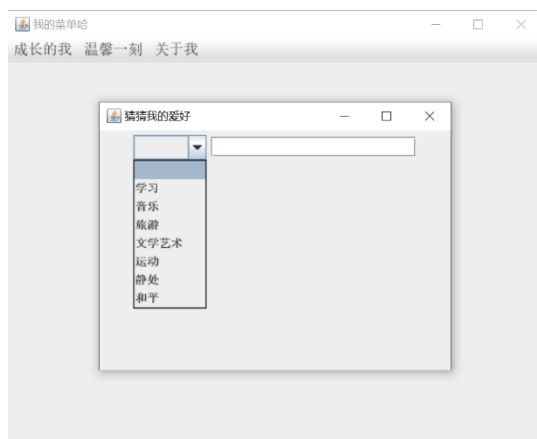 我的菜单哈
成长的我 温馨一刻 关于我
猜猜我的爱好
学习
音乐
旅游
文学艺术
运动
静处
和平